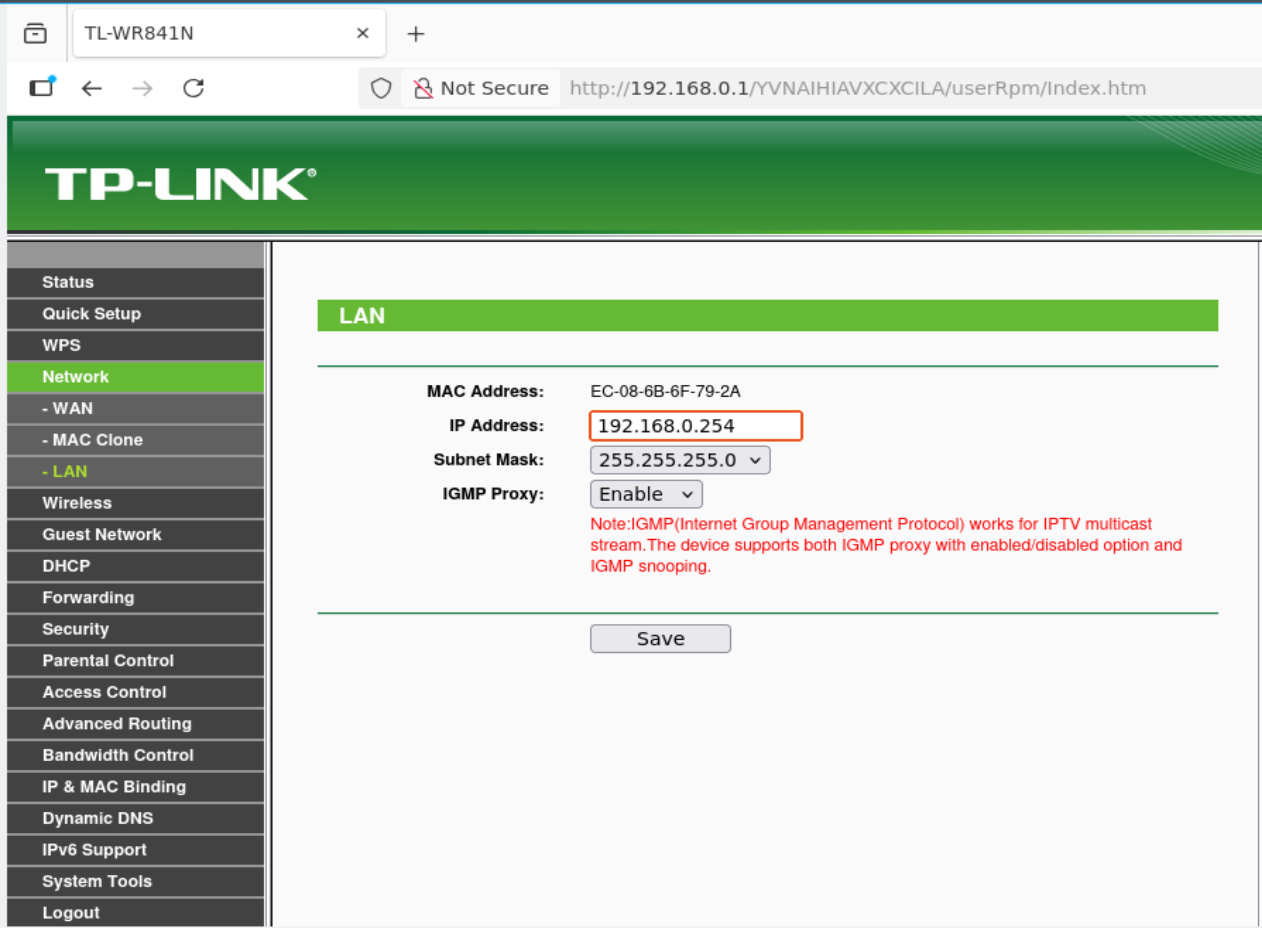 TL-WR841N
Not Secure http://192.168.0.1/YVNAIHIAVXCXCILA/userRpm/Index.htm
TP-LINK®
Status
Quick Setup
WPS
Network
- WAN
- MAC Clone
- LAN
Wireless
Guest Network
DHCP
Forwarding
Security
Parental Control
Access Control
Advanced Routing
Bandwidth Control
IP & MAC Binding
Dynamic DNS
IPv6 Support
System Tools
Logout
LAN
MAC Address: EC-08-6B-6F-79-2A
IP Address: 192.168.0.254
Subnet Mask: 255.255.255.0
IGMP Proxy: Enable
Note:IGMP(Internet Group Management Protocol) works for IPTV multicast
stream.The device supports both IGMP proxy with enabled/disabled option and
IGMP snooping.
Save